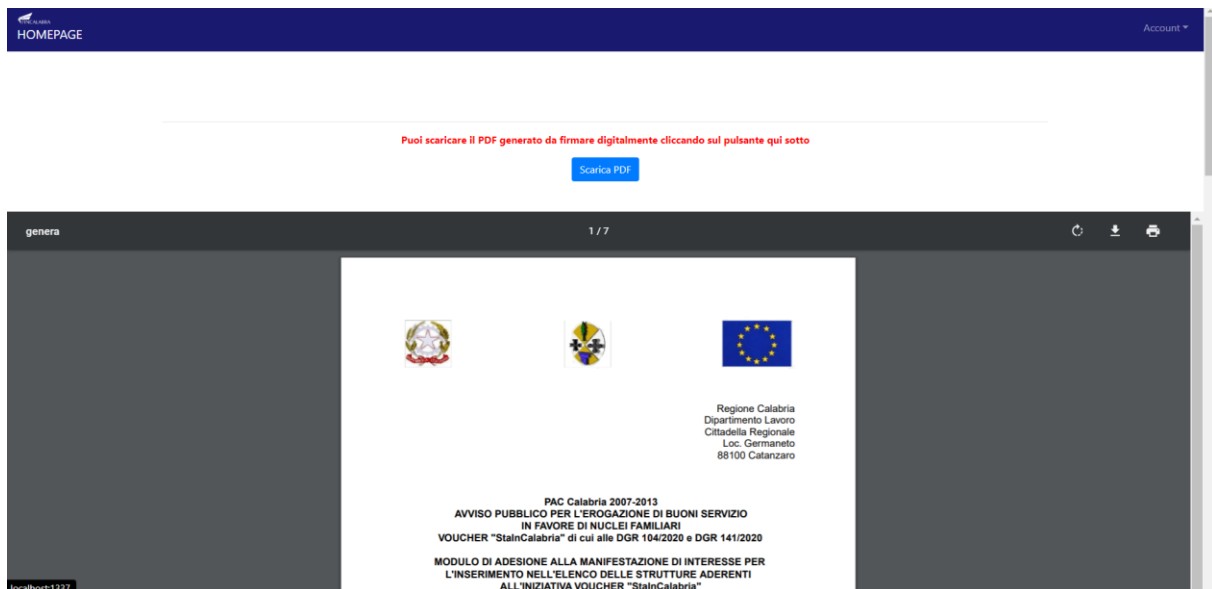 HOMEPAGE
Account
Puoi scaricare il PDF generato da firmare digitalmente cliccando sul pulsante qui sotto
Scarica PDF
genera
1 / 7
Regione Calabria
Dipartimento Lavoro
Cittadella Regionale
Loc. Germaneto
88100 Catanzaro
PAC Calabria 2007-2013
AVVISO PUBBLICO PER L'EROGAZIONE DI BUONI SERVIZIO
IN FAVORE DI NUCLEI FAMILIARI
VOUCHER "StaInCalabria" di cui alle DGR 104/2020 e DGR 141/2020
MODULO DI ADESIONE ALLA MANIFESTAZIONE DI INTERESSE PER
L'INSERIMENTO NELL'ELENCO DELLE STRUTTURE ADERENTI
ALL'INIZIATIVA VOUCHER "StaInCalabria"
localhost:1337